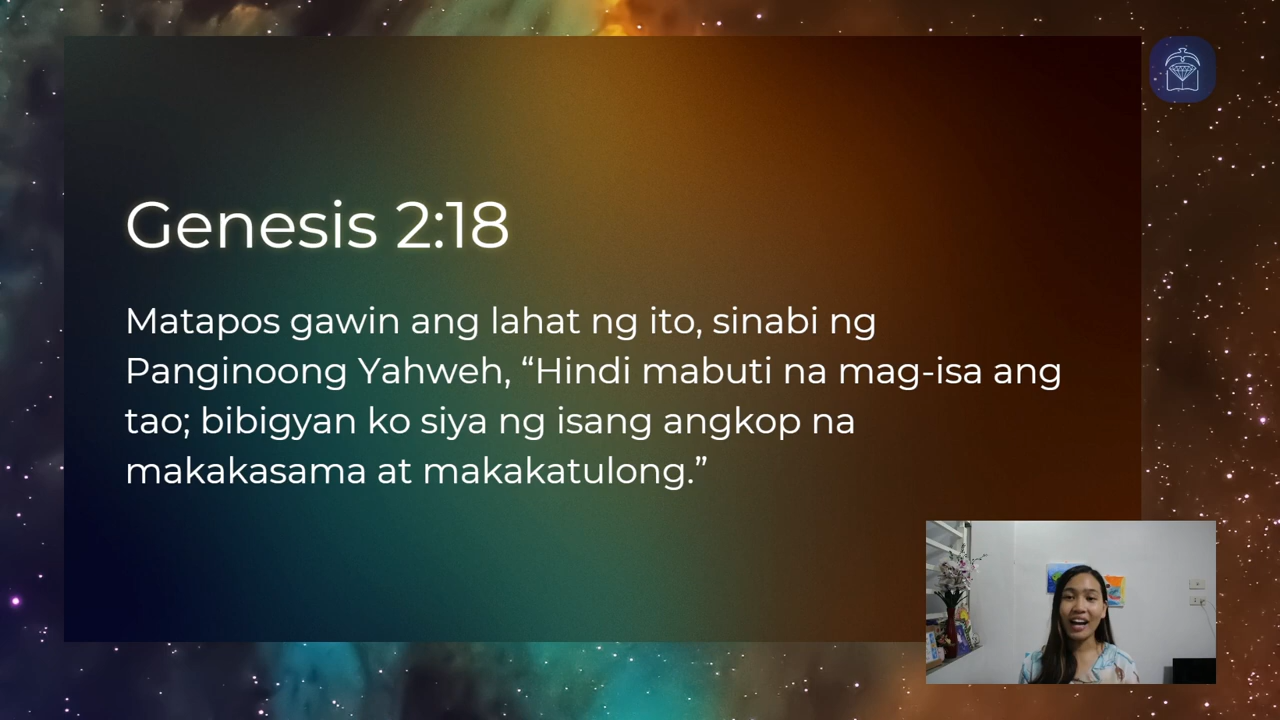 Genesis 2:18
Matapos gawin ang lahat ng ito, sinabi ng
Panginoong Yahweh, “Hindi mabuti na mag-isa ang
tao; bibigyan ko siya ng isang angkop na
makakasama at makakatulong.”